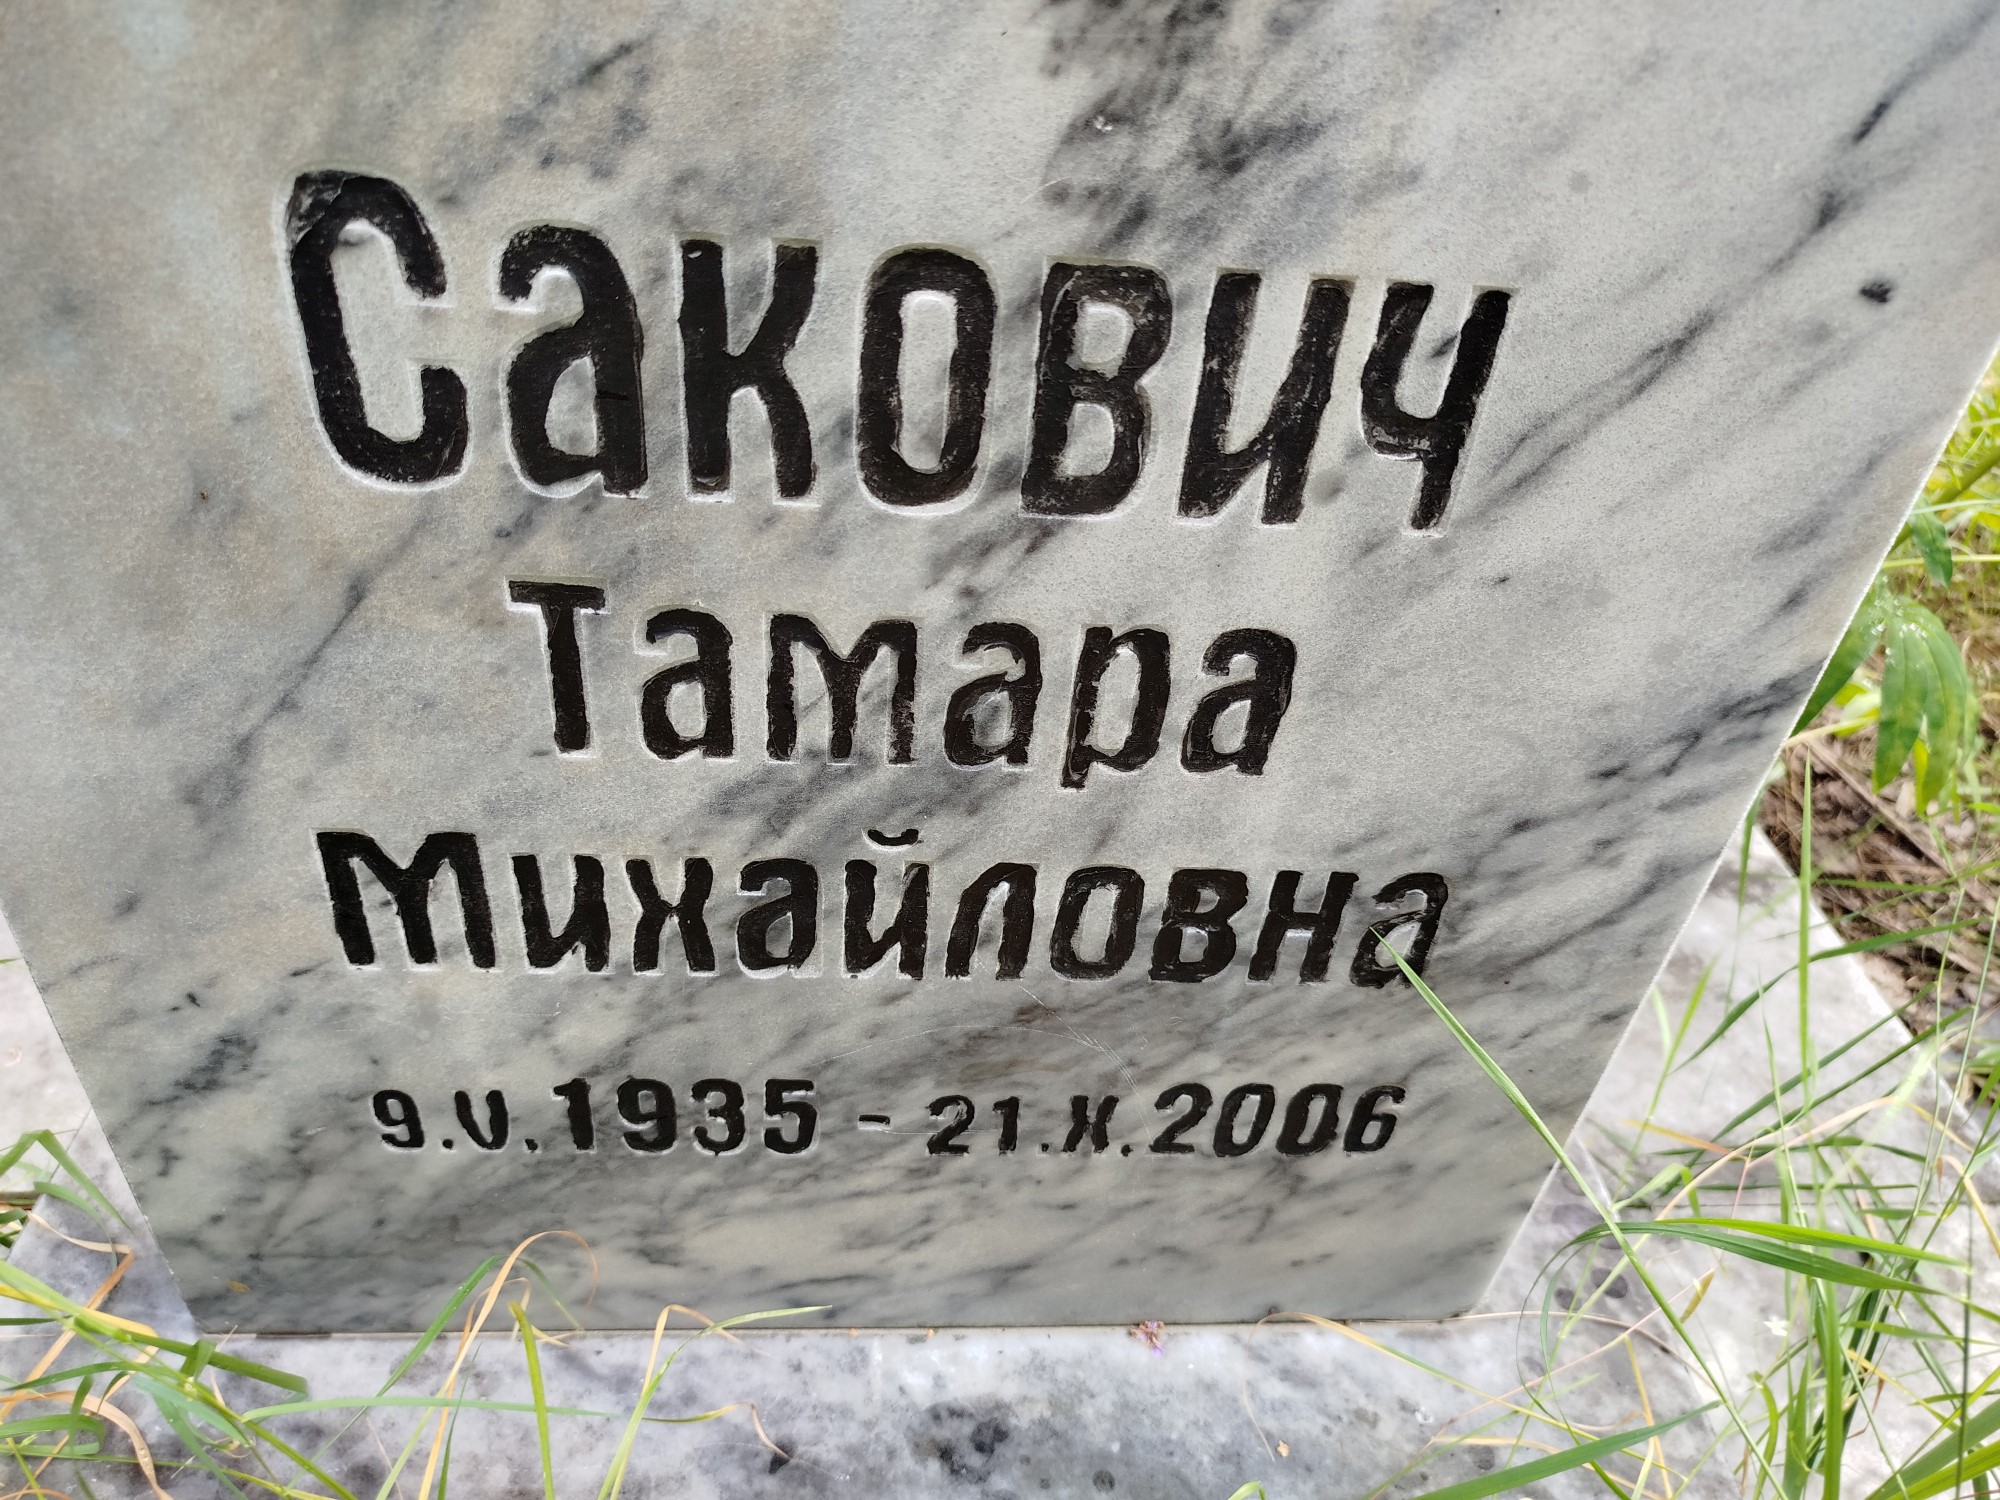 Сакович
Тамара
Михайловна
9.V.1935 - 21.X.2006